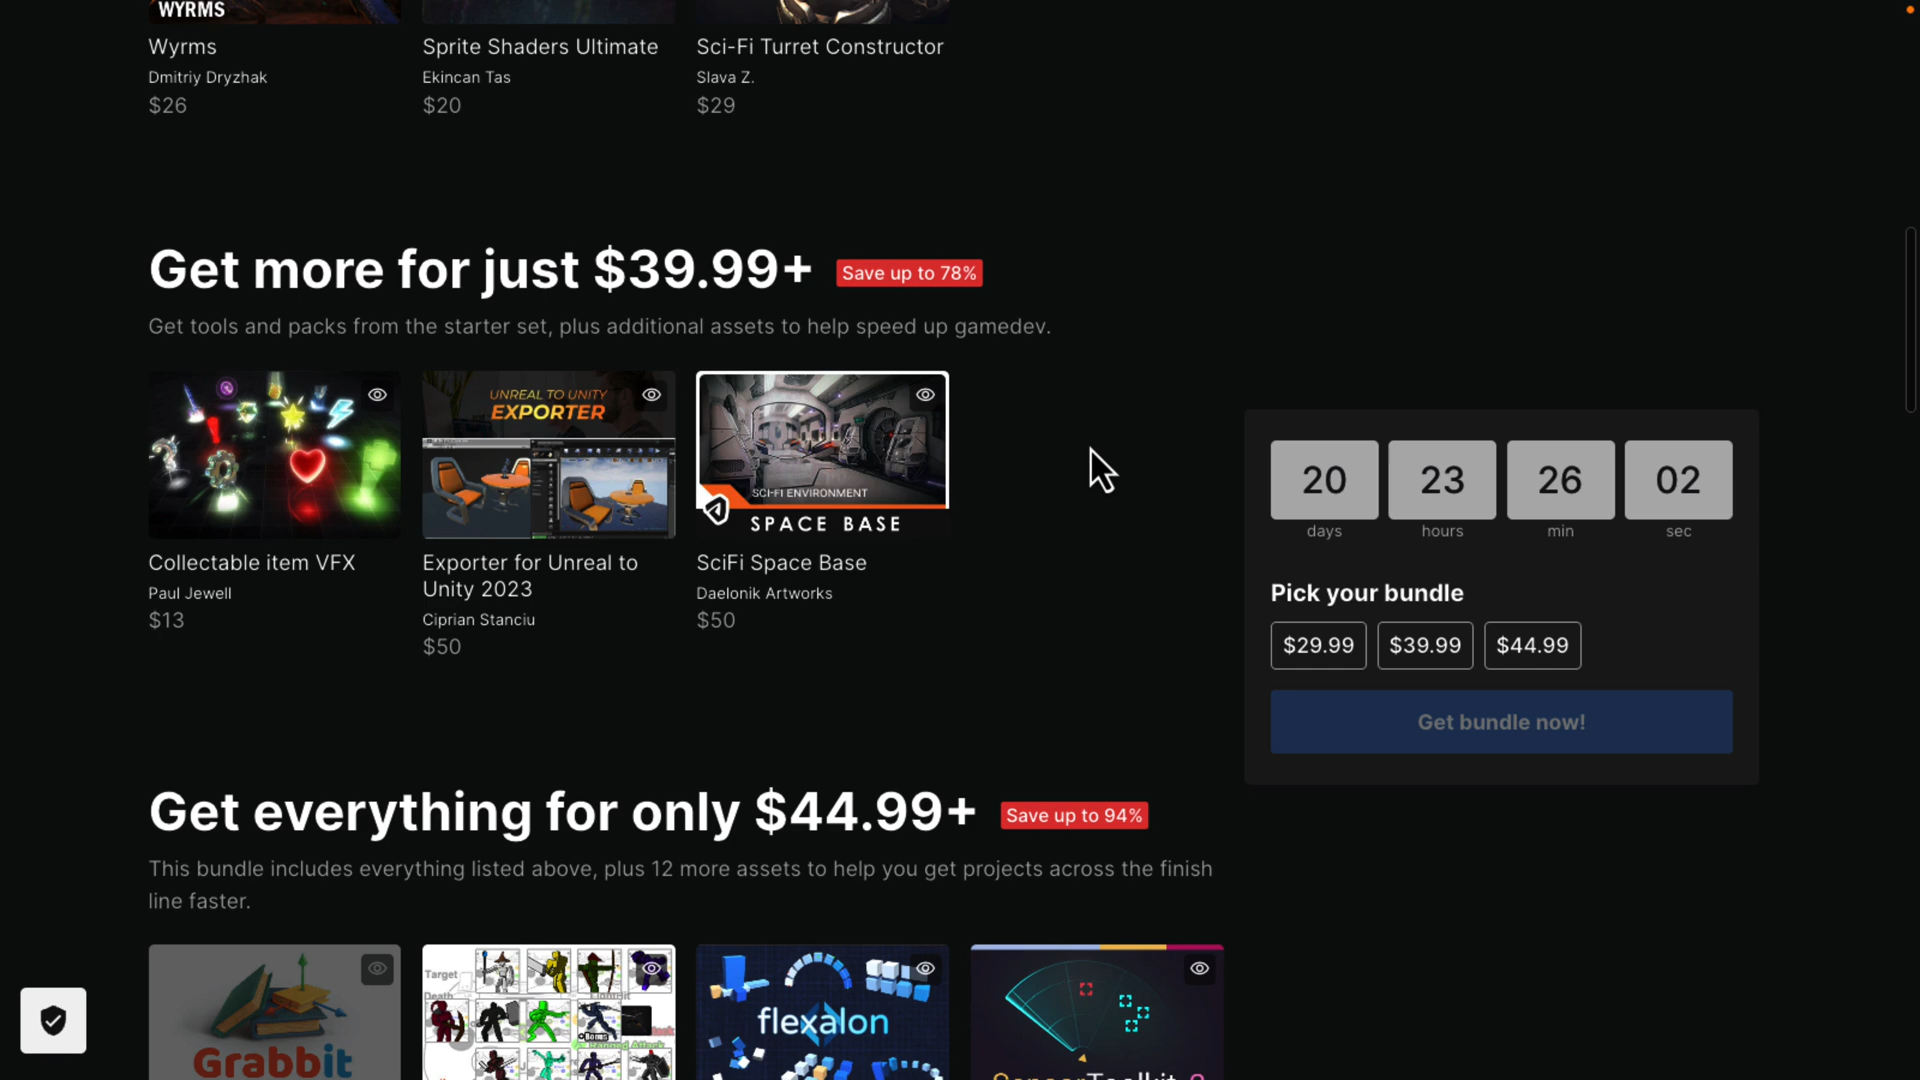 WYRMS
Wyrms
Dmitriy Dryzhak
$26
Sprite Shaders Ultimate
Ekincan Tas
$20
Sci-Fi Turret Constructor
Slava Z.
$29
Get more for just $39.99+
Save up to 78%
Get tools and packs from the starter set, plus additional assets to help speed up gamedev.
UNREAL TO UNITY
EXPORTER
SCI-FI ENVIRONMENT
SPACE BASE
Collectable item VFX
Paul Jewell
$13
Exporter for Unreal to
Unity 2023
Ciprian Stanciu
$50
SciFi Space Base
Daelonik Artworks
$50
20
23
26
02
days
hours
min
sec
Pick your bundle
$29.99
$39.99
$44.99
Get bundle now!
Get everything for only $44.99+
Save up to 94%
This bundle includes everything listed above, plus 12 more assets to help you get projects across the finish
line faster.
Grabbit
Target
Death
Ranged Attack
flexalon